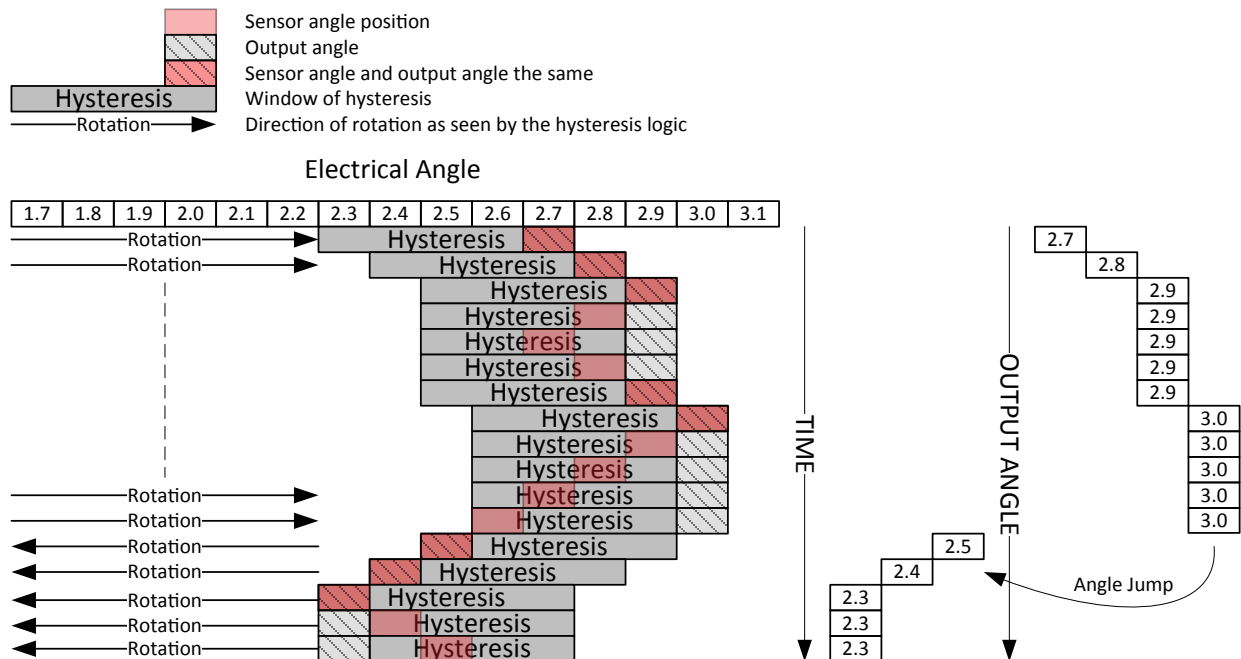 Sensor angle position
Output angle
Sensor angle and output angle the same
Hysteresis Window of hysteresis
Rotation Direction of rotation as seen by the hysteresis logic
Electrical Angle
1.7 1.8 1.9 2.0 2.1 2.2 2.3 2.4 2.5 2.6 2.7 2.8 2.9 3.0 3.1
Rotation Hysteresis 2.7
Rotation Hysteresis 2.8
Hysteresis 2.9
Hysteresis 2.9
Hysteresis 2.9
Hysteresis 2.9
Hysteresis 2.9
Hysteresis 3.0
Hysteresis 3.0
Hysteresis 3.0
Rotation Hysteresis 3.0
Rotation Hysteresis 3.0
Rotation Hysteresis 2.5
Rotation Hysteresis 2.4
Rotation Hysteresis 2.3
Rotation Hysteresis 2.3
Rotation Hysteresis 2.3
TIME
OUTPUT ANGLE
Angle Jump